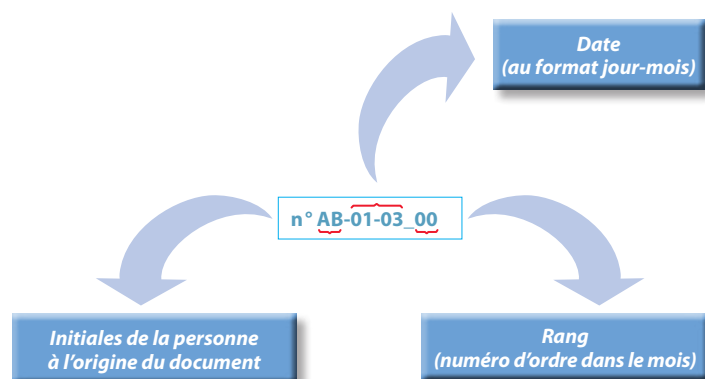 Date
(au format jour-mois)
n° AB-01-03_00
Initiales de la personne
à l’origine du document
Rang
(numéro d’ordre dans le mois)